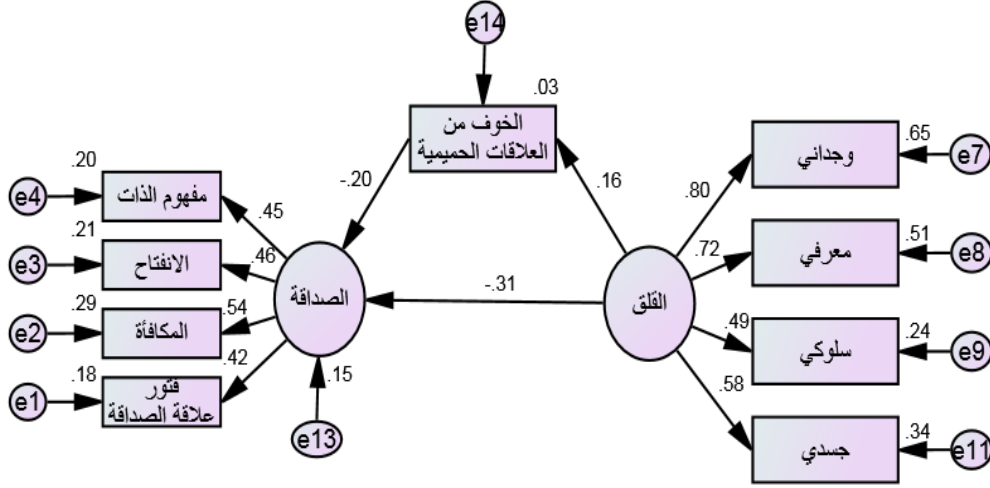 e14
.03
الخوف من
العلاقات الحميمية
-.20
.16
.20
e4
مفهوم الذات
.45
.21
e3
الانفتاح
.46
.29
e2
المكافأة
.54
.18
e1
فتور
علاقة الصداقة
.42
الصداقة
.15
e13
-.31
القلق
.80
وجداني
.65
e7
.72
معرفي
.51
e8
.49
سلوكي
.24
e9
.58
جسدي
.34
e11